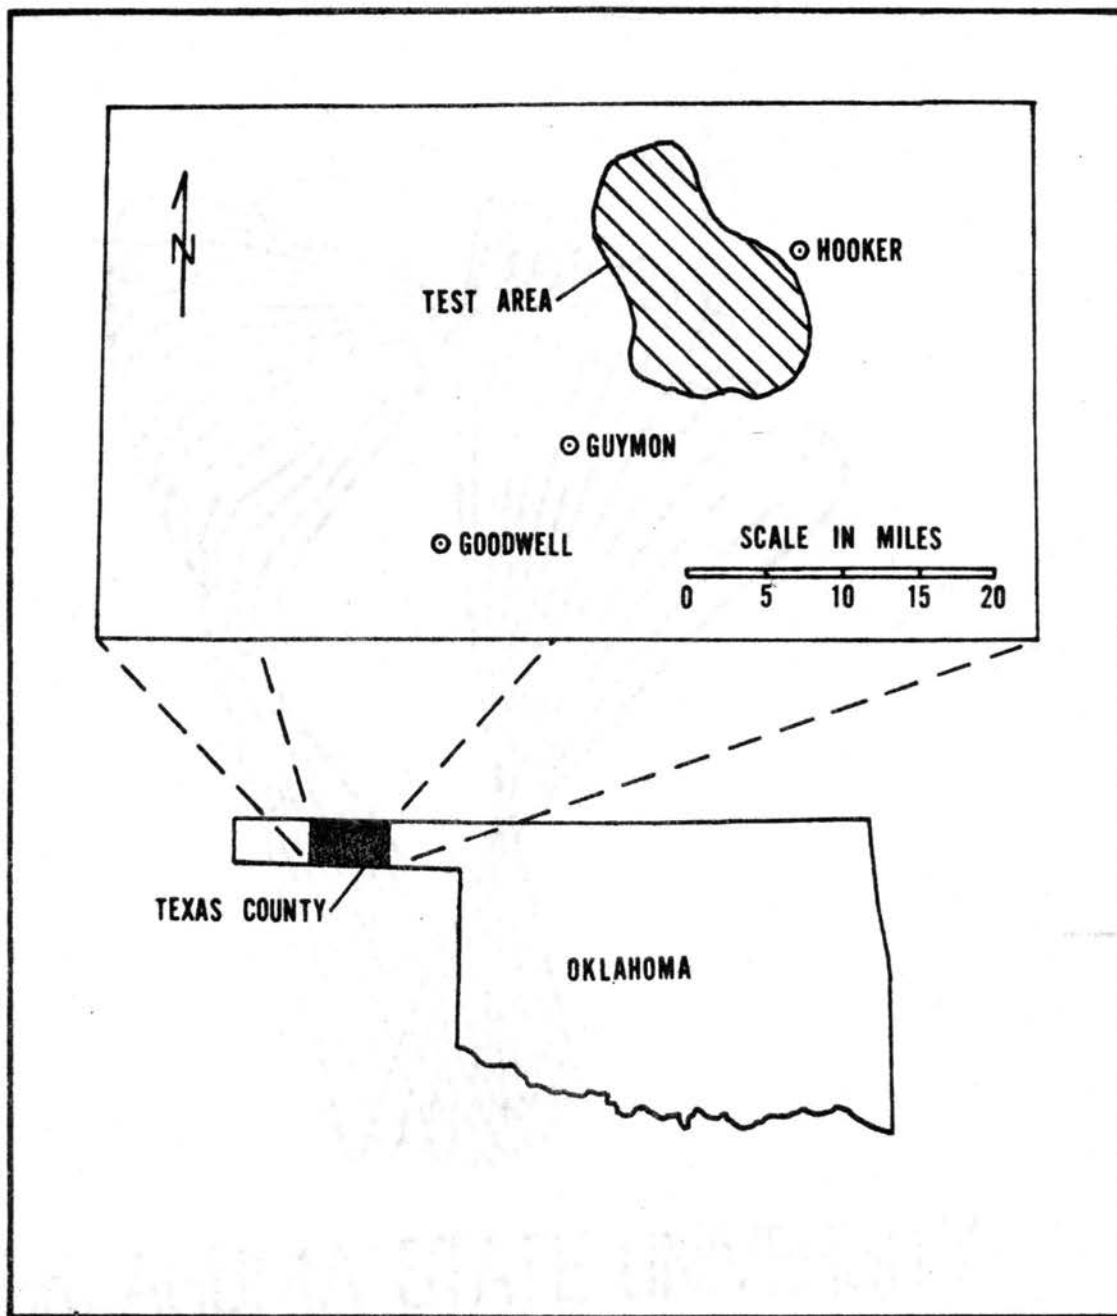 N
HOOKER
TEST AREA
GUYMON
GOODWELL
SCALE IN MILES
0 5 10 15 20
TEXAS COUNTY
OKLAHOMA